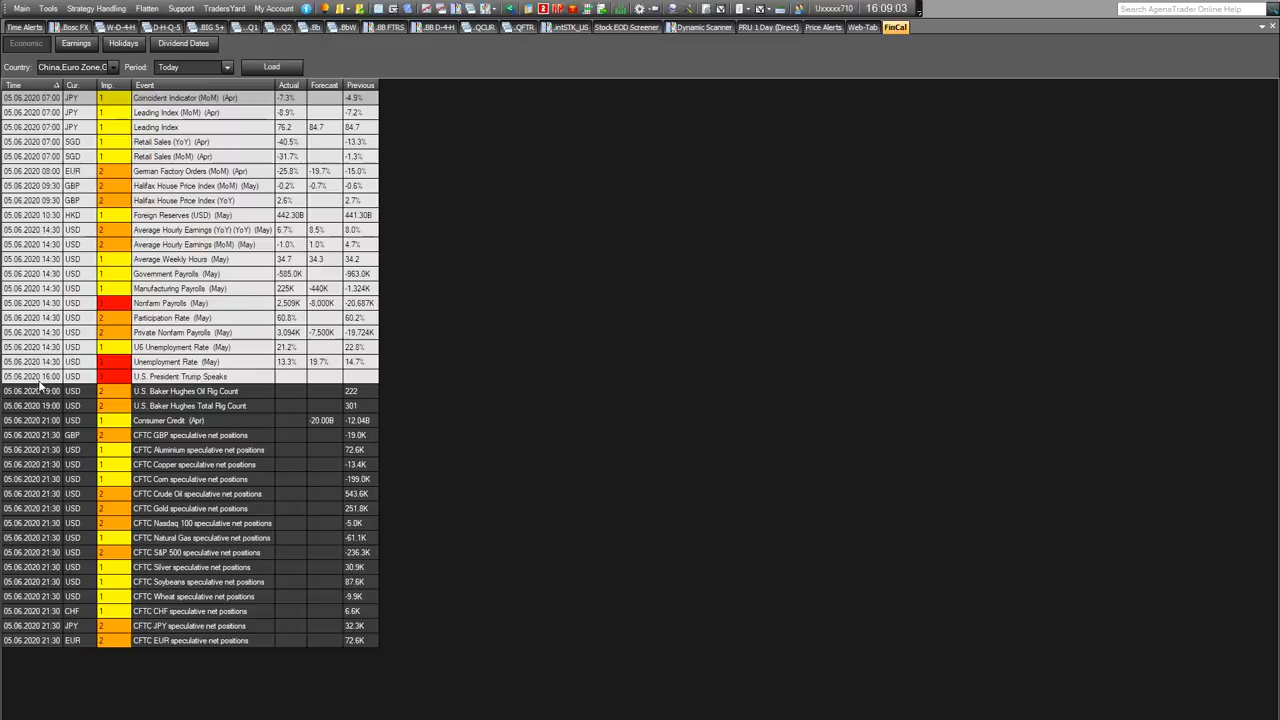 Main Tools Strategy Handling Flatten Support TradersYard My Account Uxxxxx710 16:09:03 Search AgenaTrader Online Help
Time Alerts .Bosc FX W-D-4-H D-H-Q-S .BIG S+ ...Q1 ...Q2 .Bb .BbW .BB FTRS .BB D-4-H .QCUR .QFTR .intSTK_US Stock EOD Screener Dynamic Scanner PRU 1 Day (Direct) Price Alerts Web-Tab FinCal
Economic Earnings Holidays Dividend Dates
Country: China,Euro Zone,G Period: Today Load
Time Cur. Imp. Event Actual Forecast Previous
05.06.2020 07:00 JPY 1 Coincident Indicator (MoM) (Apr) -7.3% -4.9%
05.06.2020 07:00 JPY 1 Leading Index (MoM) (Apr) -8.9% -7.2%
05.06.2020 07:00 JPY 1 Leading Index 76.2 84.7 84.7
05.06.2020 07:00 SGD 1 Retail Sales (YoY) (Apr) -40.5% -13.3%
05.06.2020 07:00 SGD 1 Retail Sales (MoM) (Apr) -31.7% -1.3%
05.06.2020 08:00 EUR 2 German Factory Orders (MoM) (Apr) -25.8% -19.7% -15.0%
05.06.2020 09:30 GBP 2 Halifax House Price Index (MoM) (May) -0.2% -0.7% -0.6%
05.06.2020 09:30 GBP 2 Halifax House Price Index (YoY) 2.6% 2.7%
05.06.2020 10:30 HKD 1 Foreign Reserves (USD) (May) 442.30B 441.30B
05.06.2020 14:30 USD 2 Average Hourly Earnings (YoY) (YoY) (May) 6.7% 8.5% 8.0%
05.06.2020 14:30 USD 2 Average Hourly Earnings (MoM) (May) -1.0% 1.0% 4.7%
05.06.2020 14:30 USD 1 Average Weekly Hours (May) 34.7 34.3 34.2
05.06.2020 14:30 USD 1 Government Payrolls (May) -585.0K -963.0K
05.06.2020 14:30 USD 1 Manufacturing Payrolls (May) 225K -440K -1,324K
05.06.2020 14:30 USD 3 Nonfarm Payrolls (May) 2,509K -8,000K -20,687K
05.06.2020 14:30 USD 2 Participation Rate (May) 60.8% 60.2%
05.06.2020 14:30 USD 2 Private Nonfarm Payrolls (May) 3,094K -7,500K -19,724K
05.06.2020 14:30 USD 1 U6 Unemployment Rate (May) 21.2% 22.8%
05.06.2020 14:30 USD 3 Unemployment Rate (May) 13.3% 19.7% 14.7%
05.06.2020 16:00 USD 3 U.S. President Trump Speaks
05.06.2020 19:00 USD 2 U.S. Baker Hughes Oil Rig Count 222
05.06.2020 19:00 USD 2 U.S. Baker Hughes Total Rig Count 301
05.06.2020 21:00 USD 1 Consumer Credit (Apr) -20.00B -12.04B
05.06.2020 21:30 GBP 2 CFTC GBP speculative net positions -19.0K
05.06.2020 21:30 USD 1 CFTC Aluminium speculative net positions 72.6K
05.06.2020 21:30 USD 1 CFTC Copper speculative net positions -13.4K
05.06.2020 21:30 USD 1 CFTC Corn speculative net positions -199.0K
05.06.2020 21:30 USD 2 CFTC Crude Oil speculative net positions 543.6K
05.06.2020 21:30 USD 2 CFTC Gold speculative net positions 251.8K
05.06.2020 21:30 USD 2 CFTC Nasdaq 100 speculative net positions -5.0K
05.06.2020 21:30 USD 1 CFTC Natural Gas speculative net positions -61.1K
05.06.2020 21:30 USD 2 CFTC S&P 500 speculative net positions -236.3K
05.06.2020 21:30 USD 1 CFTC Silver speculative net positions 30.9K
05.06.2020 21:30 USD 1 CFTC Soybeans speculative net positions 87.6K
05.06.2020 21:30 USD 1 CFTC Wheat speculative net positions -9.9K
05.06.2020 21:30 CHF 1 CFTC CHF speculative net positions 6.6K
05.06.2020 21:30 JPY 2 CFTC JPY speculative net positions 32.3K
05.06.2020 21:30 EUR 2 CFTC EUR speculative net positions 72.6K